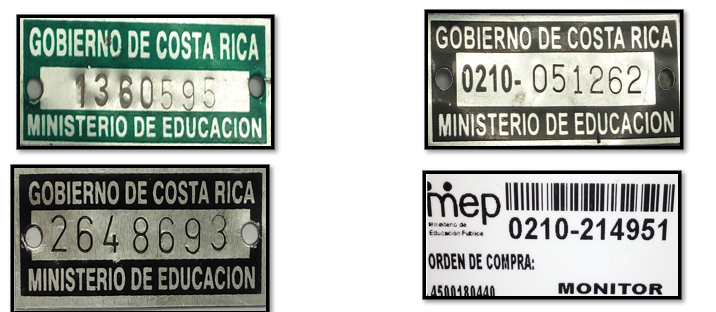 GOBIERNO DE COSTA RICA
1360595
MINISTERIO DE EDUCACION
GOBIERNO DE COSTA RICA
0210- 051262
MINISTERIO DE EDUCACION
GOBIERNO DE COSTA RICA
2648693
MINISTERIO DE EDUCACION
mep
Ministerio de
Educación Pública
0210-214951
ORDEN DE COMPRA:
4500180440
MONITOR